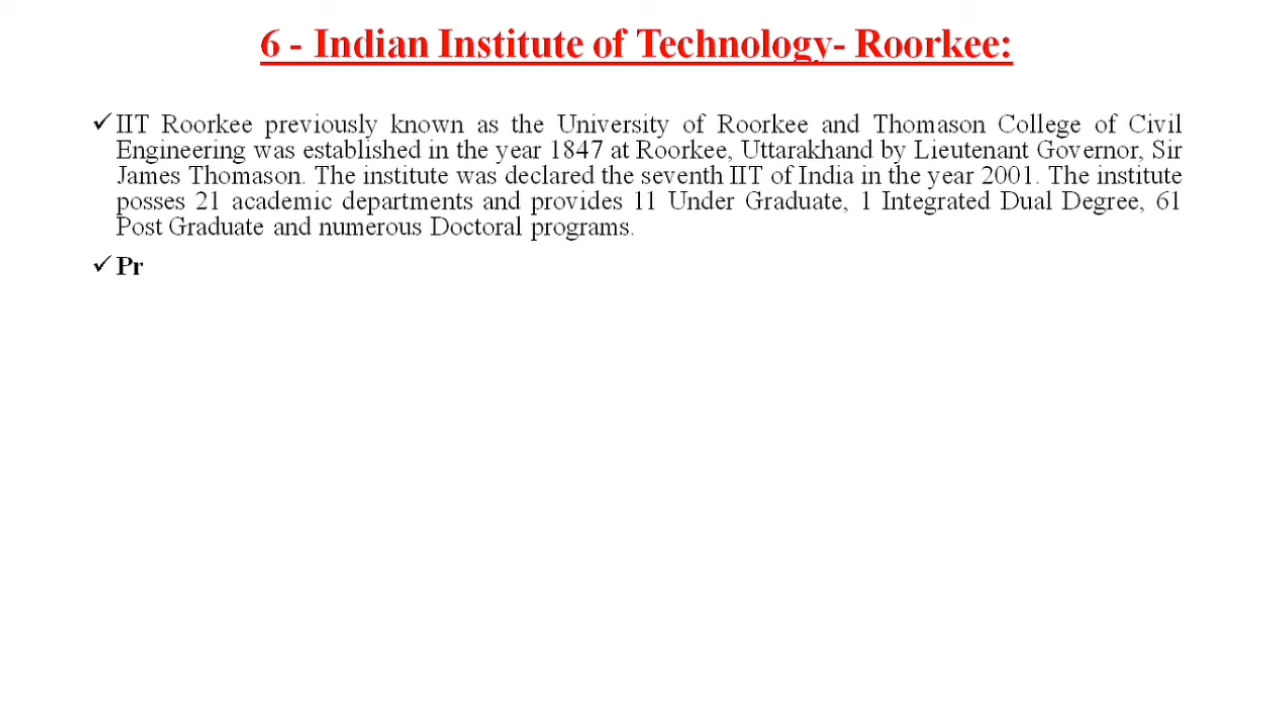 6 - Indian Institute of Technology- Roorkee:
✓IIT Roorkee previously known as the University of Roorkee and Thomason College of Civil
Engineering was established in the year 1847 at Roorkee, Uttarakhand by Lieutenant Governor, Sir
James Thomason. The institute was declared the seventh IIT of India in the year 2001. The institute
posses 21 academic departments and provides 11 Under Graduate, 1 Integrated Dual Degree, 61
Post Graduate and numerous Doctoral programs.
✓Pr